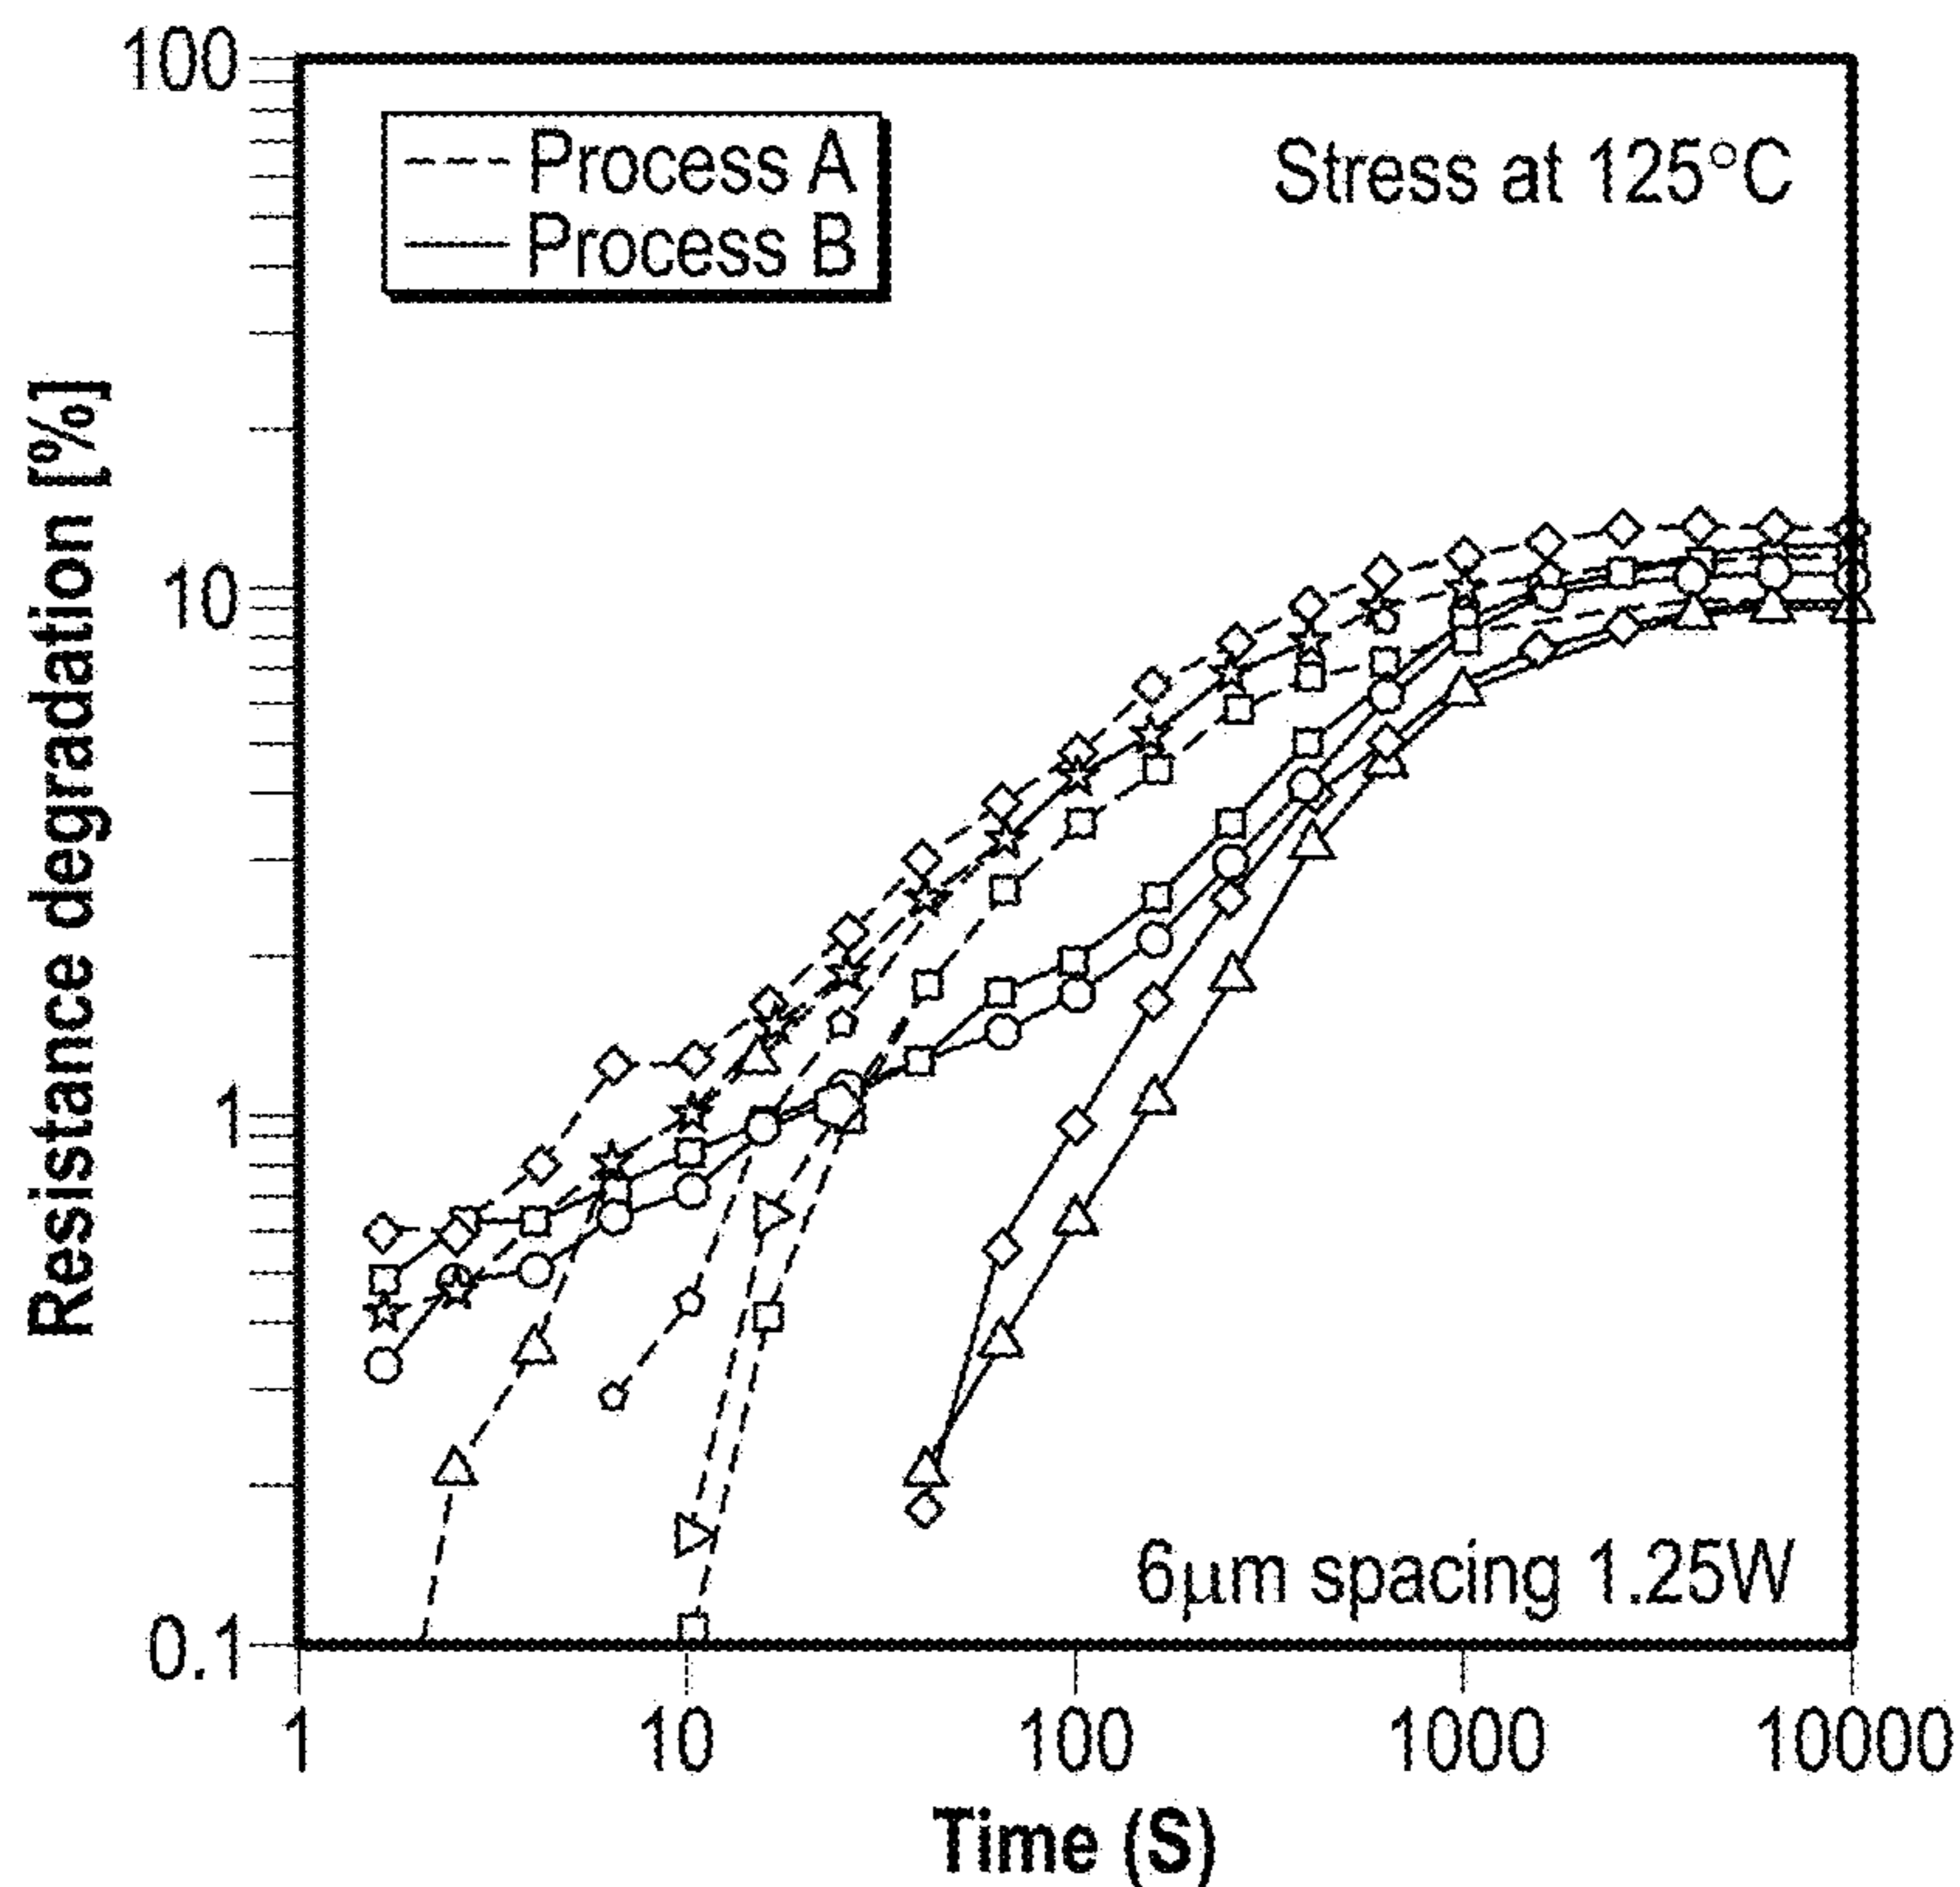 100
10
1
0.1
Resistance degradation [%]
Process A
Process B
Stress at 125°C
6μm spacing 1.25W
1
10
100
1000
10000
Time (S)